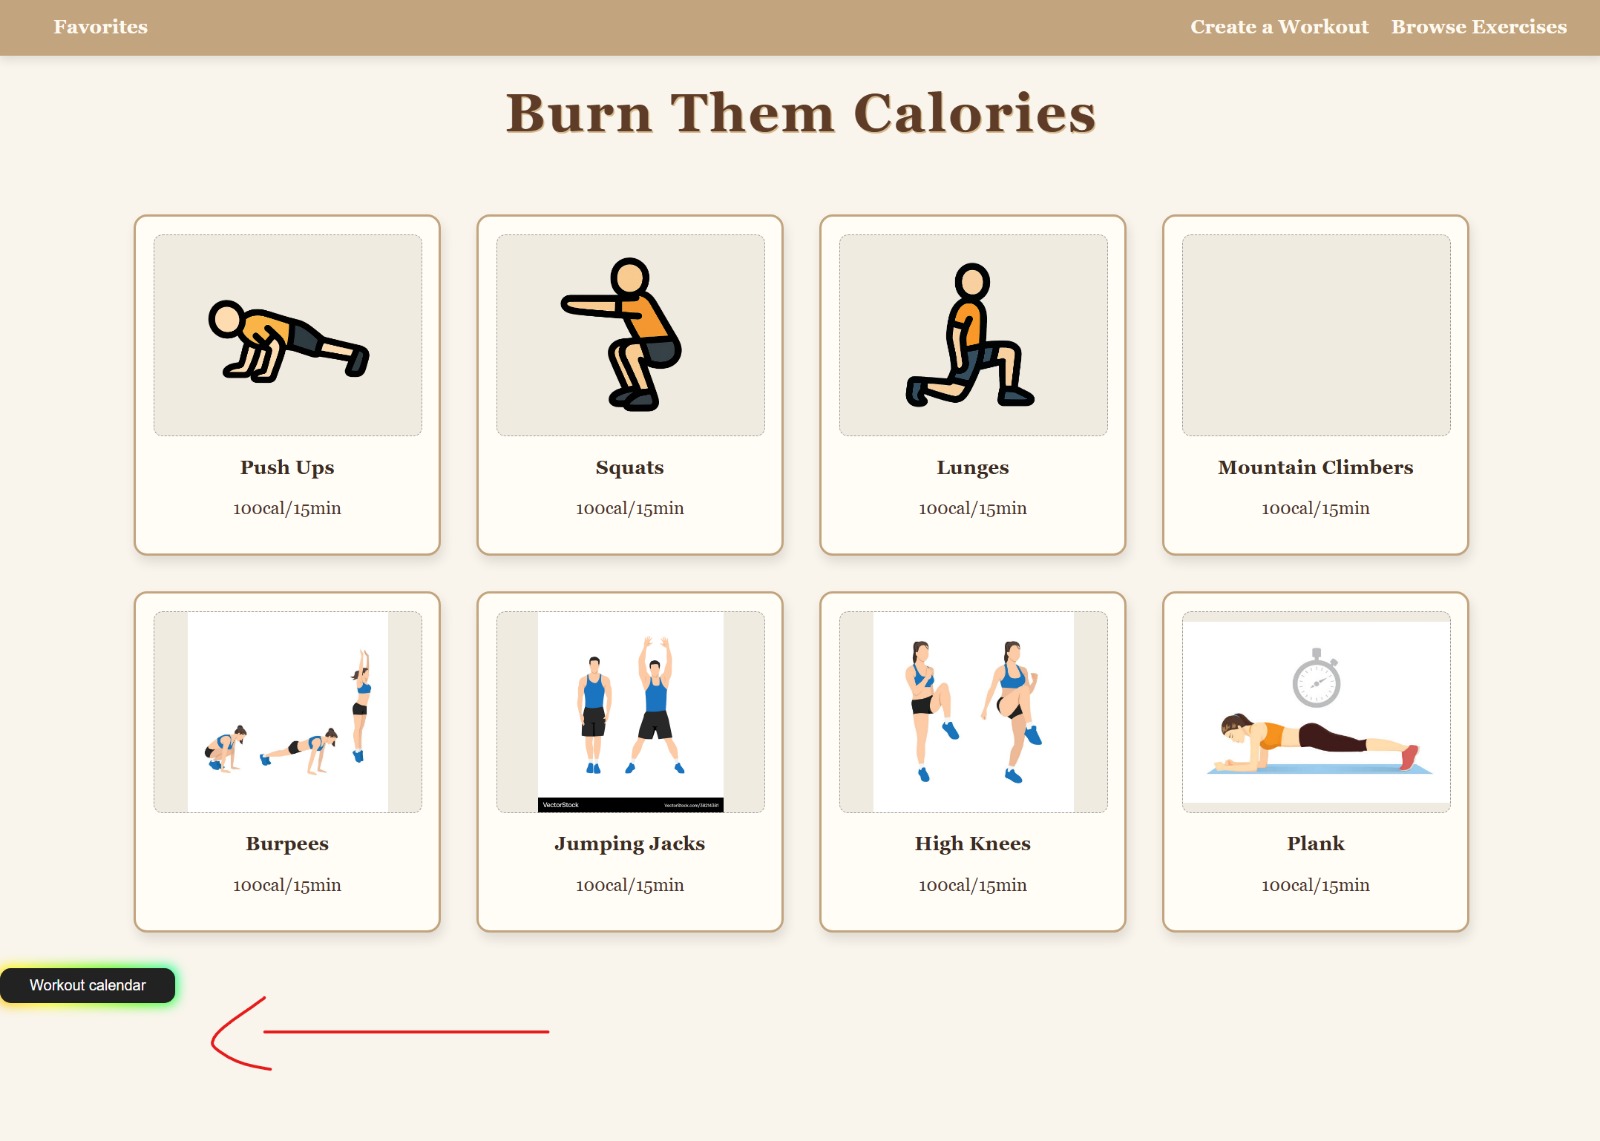 Favorites
Create a Workout
Browse Exercises
Burn Them Calories
Push Ups
100cal/15min
Squats
100cal/15min
Lunges
100cal/15min
Mountain Climbers
100cal/15min
VectorStock
Burpees
100cal/15min
Jumping Jacks
100cal/15min
High Knees
100cal/15min
Plank
100cal/15min
Workout calendar